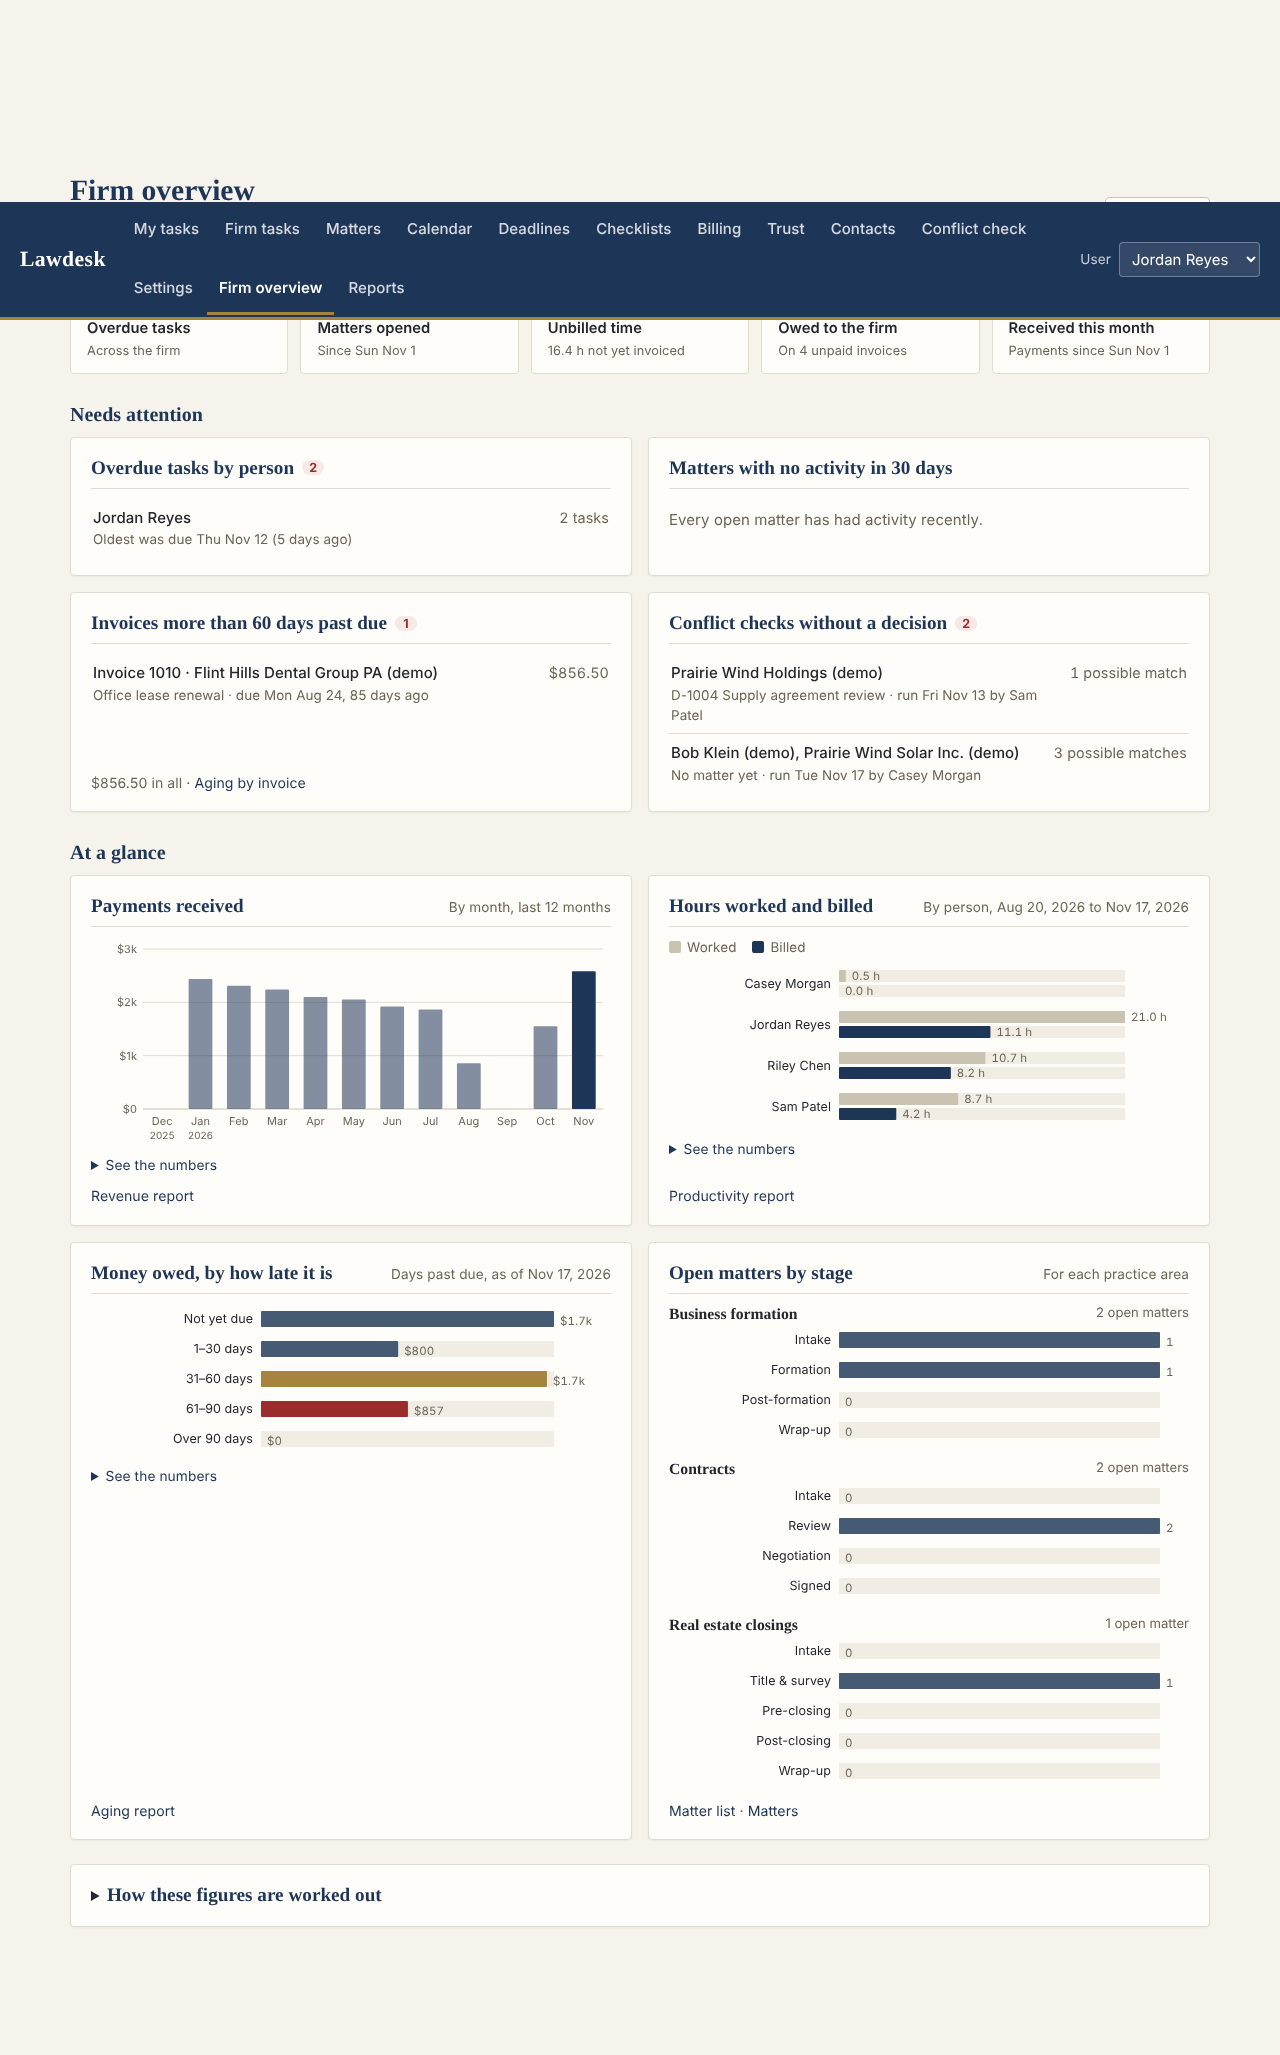 Firm overview
Lawdesk
My tasks Firm tasks Matters Calendar Deadlines Checklists Billing Trust Contacts Conflict check
Settings Firm overview Reports
User Jordan Reyes
Overdue tasks
Across the firm
Matters opened
Since Sun Nov 1
Unbilled time
16.4 h not yet invoiced
Owed to the firm
On 4 unpaid invoices
Received this month
Payments since Sun Nov 1
Needs attention
Overdue tasks by person 2
Jordan Reyes 2 tasks
Oldest was due Thu Nov 12 (5 days ago)
Matters with no activity in 30 days
Every open matter has had activity recently.
Invoices more than 60 days past due 1
Invoice 1010 · Flint Hills Dental Group PA (demo) $856.50
Office lease renewal · due Mon Aug 24, 85 days ago
$856.50 in all · Aging by invoice
Conflict checks without a decision 2
Prairie Wind Holdings (demo) 1 possible match
D-1004 Supply agreement review · run Fri Nov 13 by Sam
Patel
Bob Klein (demo), Prairie Wind Solar Inc. (demo) 3 possible matches
No matter yet · run Tue Nov 17 by Casey Morgan
At a glance
Payments received By month, last 12 months
$3k
$2k
$1k
$0
Dec Jan Feb Mar Apr May Jun Jul Aug Sep Oct Nov
2025 2026
See the numbers
Revenue report
Hours worked and billed By person, Aug 20, 2026 to Nov 17, 2026
Worked Billed
Casey Morgan 0.5 h
0.0 h
Jordan Reyes 21.0 h
11.1 h
Riley Chen 10.7 h
8.2 h
Sam Patel 8.7 h
4.2 h
See the numbers
Productivity report
Money owed, by how late it is Days past due, as of Nov 17, 2026
Not yet due $1.7k
1–30 days $800
31–60 days $1.7k
61–90 days $857
Over 90 days $0
See the numbers
Aging report
Open matters by stage For each practice area
Business formation 2 open matters
Intake 1
Formation 1
Post-formation 0
Wrap-up 0
Contracts 2 open matters
Intake 0
Review 2
Negotiation 0
Signed 0
Real estate closings 1 open matter
Intake 0
Title & survey 1
Pre-closing 0
Post-closing 0
Wrap-up 0
Matter list · Matters
How these figures are worked out